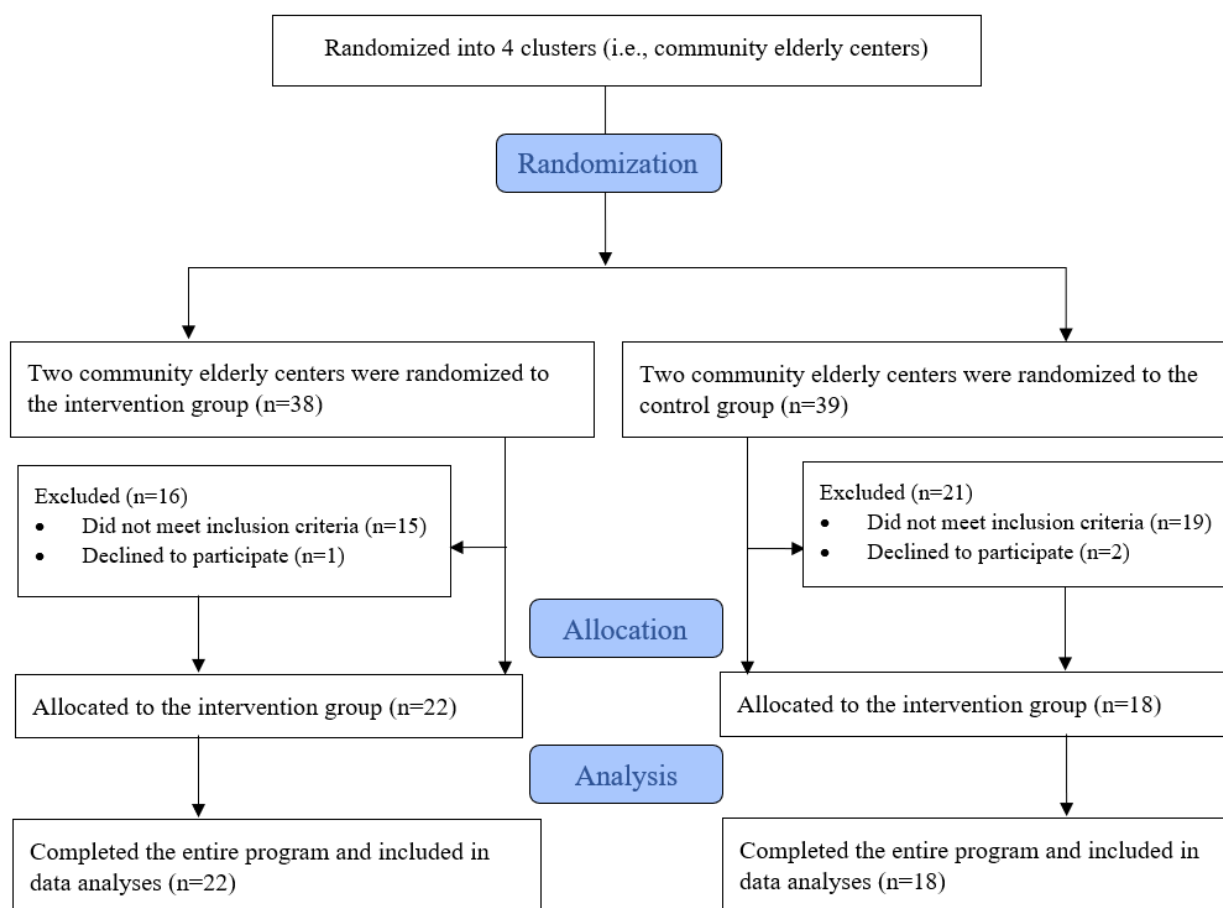 Randomized into 4 clusters (i.e., community elderly centers)
Randomization
Two community elderly centers were randomized to
the intervention group (n=38)
Two community elderly centers were randomized to the
control group (n=39)
Excluded (n=16)
• Did not meet inclusion criteria (n=15)
• Declined to participate (n=1)
Excluded (n=21)
• Did not meet inclusion criteria (n=19)
• Declined to participate (n=2)
Allocation
Allocated to the intervention group (n=22)
Allocated to the intervention group (n=18)
Analysis
Completed the entire program and included in
data analyses (n=22)
Completed the entire program and included in
data analyses (n=18)